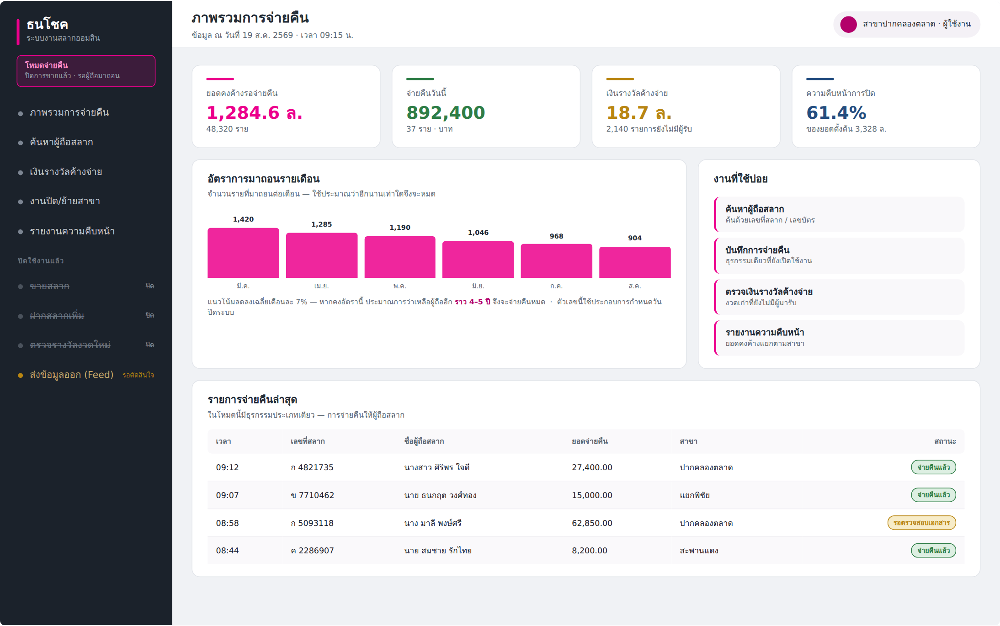 ธนโชค
ระบบงานสลากออมสิน
โหมดจ่ายคืน
ปิดการขายแล้ว · รอผู้ถือมาถอน
ภาพรวมการจ่ายคืน
ค้นหาผู้ถือสลาก
เงินรางวัลค้างจ่าย
งานปิด/ย้ายสาขา
รายงานความคืบหน้า
ปิดใช้งานแล้ว
ขายสลาก ปิด
ฝากสลากเพิ่ม ปิด
ตรวจรางวัลงวดใหม่ ปิด
ส่งข้อมูลออก (Feed) รอตัดสินใจ
ภาพรวมการจ่ายคืน
ข้อมูล ณ วันที่ 19 ส.ค. 2569 · เวลา 09:15 น.
สาขาปากคลองตลาด · ผู้ใช้งาน
ยอดคงค้างรอจ่ายคืน
1,284.6 ล.
48,320 ราย
จ่ายคืนวันนี้
892,400
37 ราย · บาท
เงินรางวัลค้างจ่าย
18.7 ล.
2,140 รายการยังไม่มีผู้รับ
ความคืบหน้าการปิด
61.4%
ของยอดตั้งต้น 3,328 ล.
อัตราการมาถอนรายเดือน
จำนวนรายที่มาถอนต่อเดือน — ใช้ประมาณว่าอีกนานเท่าใดจึงจะหมด
1,420 1,285 1,190 1,046 968 904
มี.ค. เม.ย. พ.ค. มิ.ย. ก.ค. ส.ค.
แนวโน้มลดลงเฉลี่ยเดือนละ 7% — หากคงอัตรานี้ ประมาณการว่าเหลือผู้ถืออีก ราว 4–5 ปี จึงจะจ่ายคืนหมด · ตัวเลขนี้ใช้ประกอบการกำหนดวัน
ปิดระบบ
งานที่ใช้บ่อย
ค้นหาผู้ถือสลาก
ค้นด้วยเลขที่สลาก / เลขบัตร
บันทึกการจ่ายคืน
ธุรกรรมเดียวที่ยังเปิดใช้งาน
ตรวจเงินรางวัลค้างจ่าย
งวดเก่าที่ยังไม่มีผู้มารับ
รายงานความคืบหน้า
ยอดคงค้างแยกตามสาขา
รายการจ่ายคืนล่าสุด
ในโหมดนี้มีธุรกรรมประเภทเดียว — การจ่ายคืนให้ผู้ถือสลาก
เวลา เลขที่สลาก ชื่อผู้ถือสลาก ยอดจ่ายคืน สาขา สถานะ
09:12 ก 4821735 นางสาว ศิริพร ใจดี 27,400.00 ปากคลองตลาด จ่ายคืนแล้ว
09:07 ข 7710462 นาย ธนกฤต วงศ์ทอง 15,000.00 แยกพิชัย จ่ายคืนแล้ว
08:58 ก 5093118 นาง มาลี พงษ์ศรี 62,850.00 ปากคลองตลาด รอตรวจสอบเอกสาร
08:44 ค 2286907 นาย สมชาย รักไทย 8,200.00 สะพานแดง จ่ายคืนแล้ว